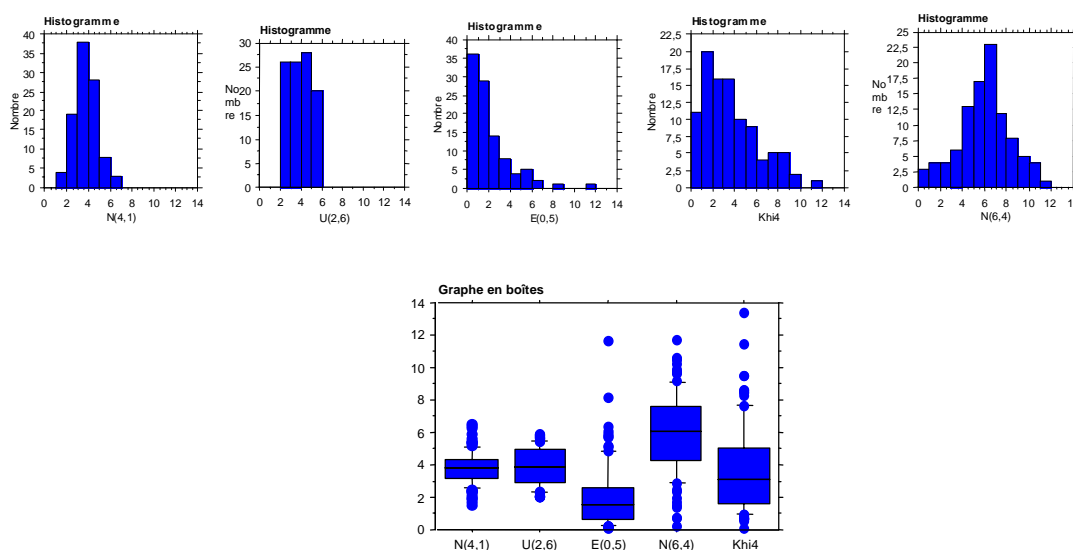 Histogramme
40
35
30
25
20
15
10
5
0
Nombre
0 2 4 6 8 10 12 14
N(4,1)
Histogramme
30
25
20
15
10
5
0
No
mb
re
0 2 4 6 8 10 12 14
U(2,6)
Histogramme
40
35
30
25
20
15
10
5
0
Nombre
0 2 4 6 8 10 12 14
E(0,5)
Histogramme
22,5
20
17,5
15
12,5
10
7,5
5
2,5
0
Nombre
0 2 4 6 8 10 12 14
Khi4
Histogramme
25
22,5
20
17,5
15
12,5
10
7,5
5
2,5
0
No
mb
re
0 2 4 6 8 10 12 1
N(6,4)
Graphe en boîtes
14
12
10
8
6
4
2
0
N(4,1) U(2,6) E(0,5) N(6,4) Khi4